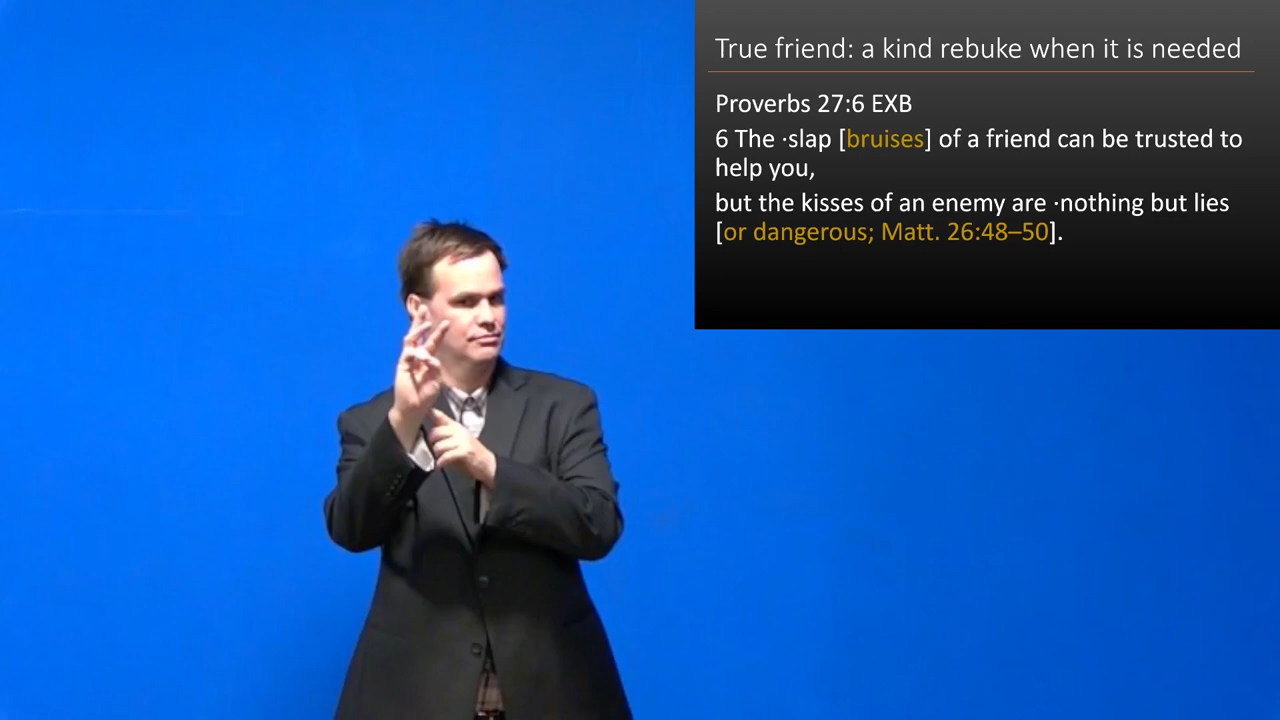 True friend: a kind rebuke when it is needed
Proverbs 27:6 EXB
6 The ·slap [bruises] of a friend can be trusted to
help you,
but the kisses of an enemy are ·nothing but lies
[or dangerous; Matt. 26:48–50].